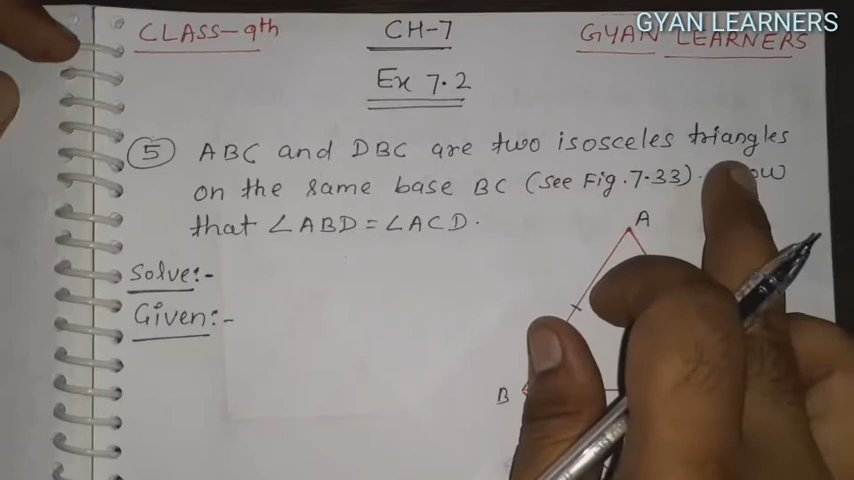 GYAN LEARNERS
CLASS-9th CH-7 GYAN LEARNERS
Ex 7.2
5 ABC and DBC are two isosceles triangles
on the same base BC (see Fig. 7.33).
that ∠ABD = ∠ACD.
A
Solve:-
Given:-
B